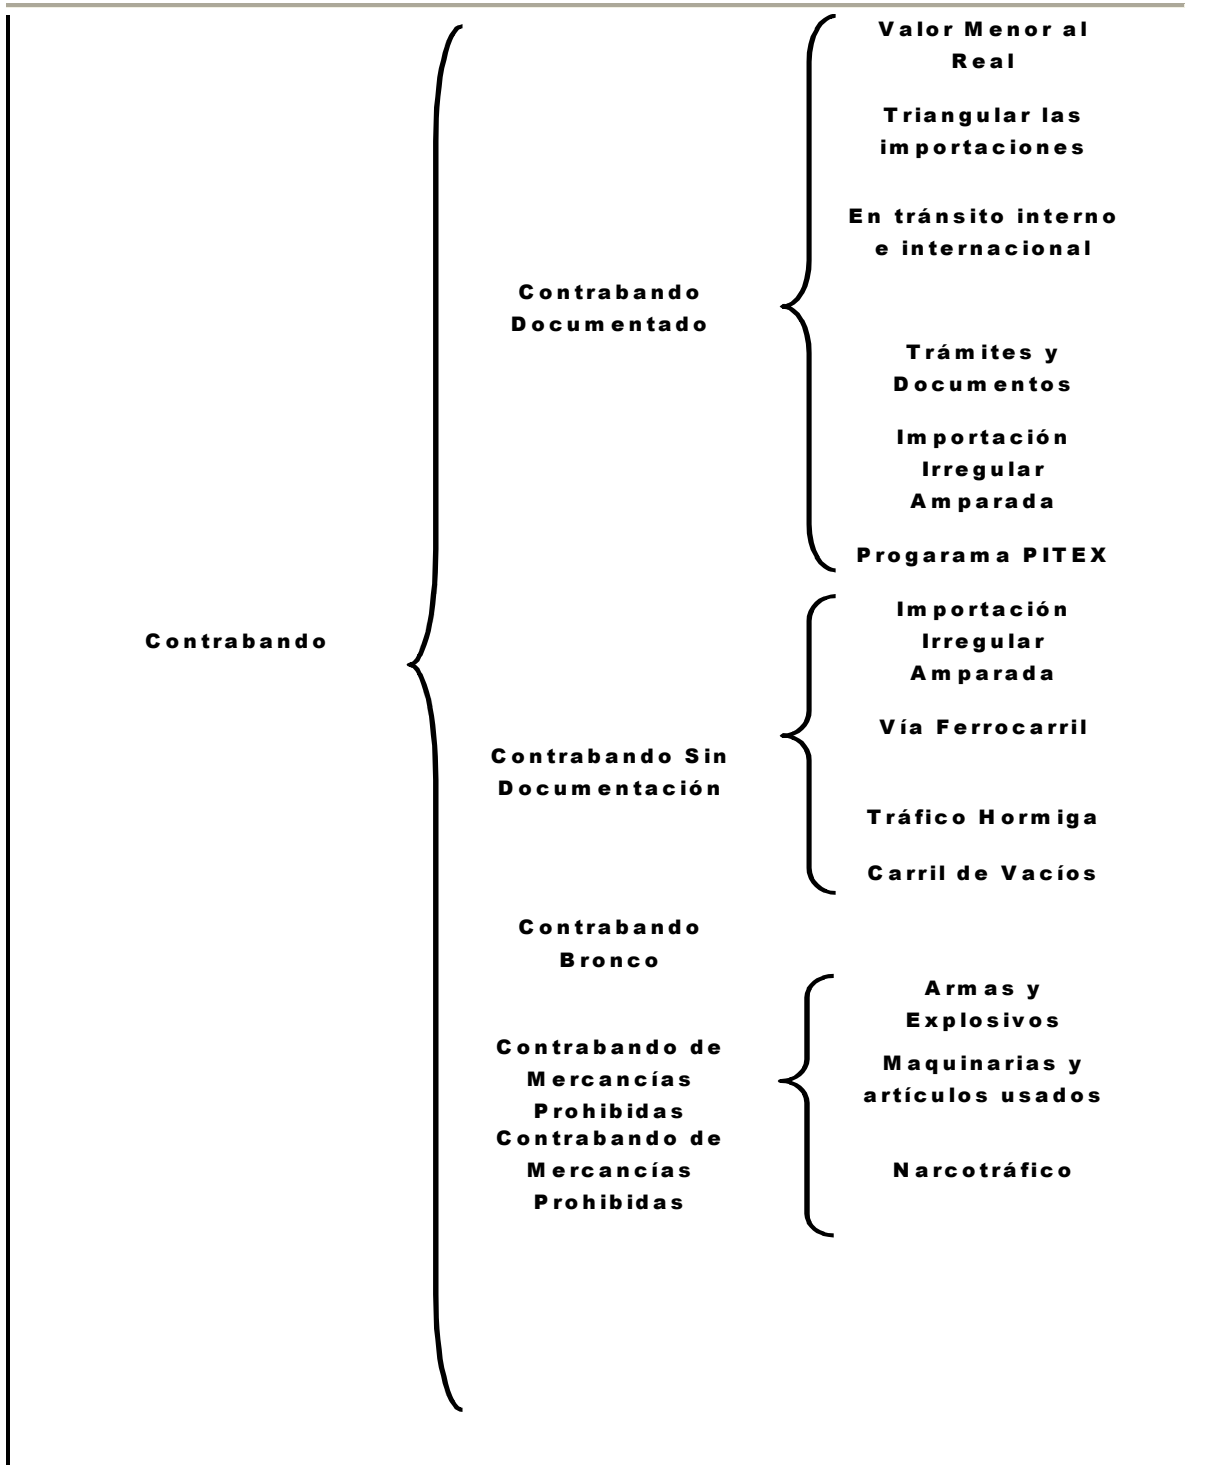 Contrabando
Contrabando
Documentado
Valor Menor al
Real
Triangular las
importaciones
En tránsito interno
e internacional
Trámites y
Documentos
Importación
Irregular
Amparada
Progarama PITEX
Contrabando Sin
Documentación
Importación
Irregular
Amparada
Vía Ferrocarril
Tráfico Hormiga
Carril de Vacíos
Contrabando
Bronco
Contrabando de
Mercancías
Prohibidas
Contrabando de
Mercancías
Prohibidas
Armas y
Explosivos
Maquinarias y
artículos usados
Narcotráfico